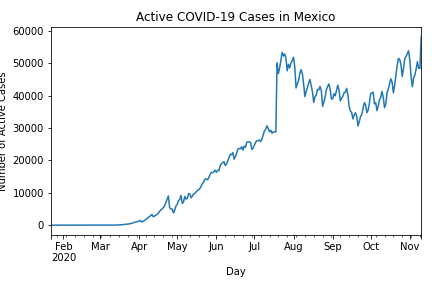 Active COVID-19 Cases in Mexico
Number of Active Cases
60000
50000
40000
30000
20000
10000
0
Feb Mar Apr May Jun Jul Aug Sep Oct Nov
2020
Day